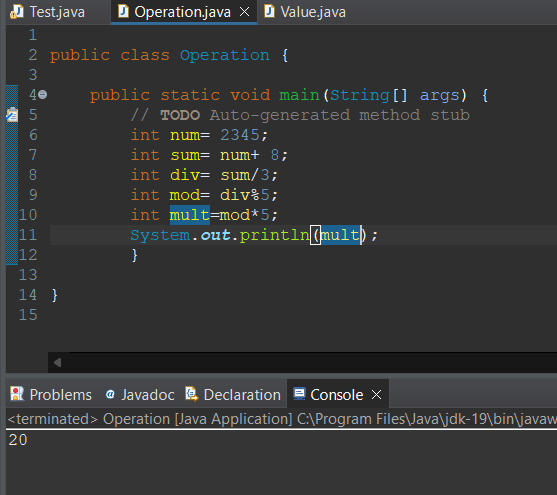 Test.java Operation.java Value.java
1
2 public class Operation {
3
4 public static void main(String[] args) {
5 // TODO Auto-generated method stub
6 int num= 2345;
7 int sum= num+ 8;
8 int div= sum/3;
9 int mod= div%5;
10 int mult=mod*5;
11 System.out.println(mult);
12 }
13
14 }
15
Problems @ Javadoc Declaration Console
<terminated> Operation [Java Application] C:\Program Files\Java\jdk-19\bin\javaw
20